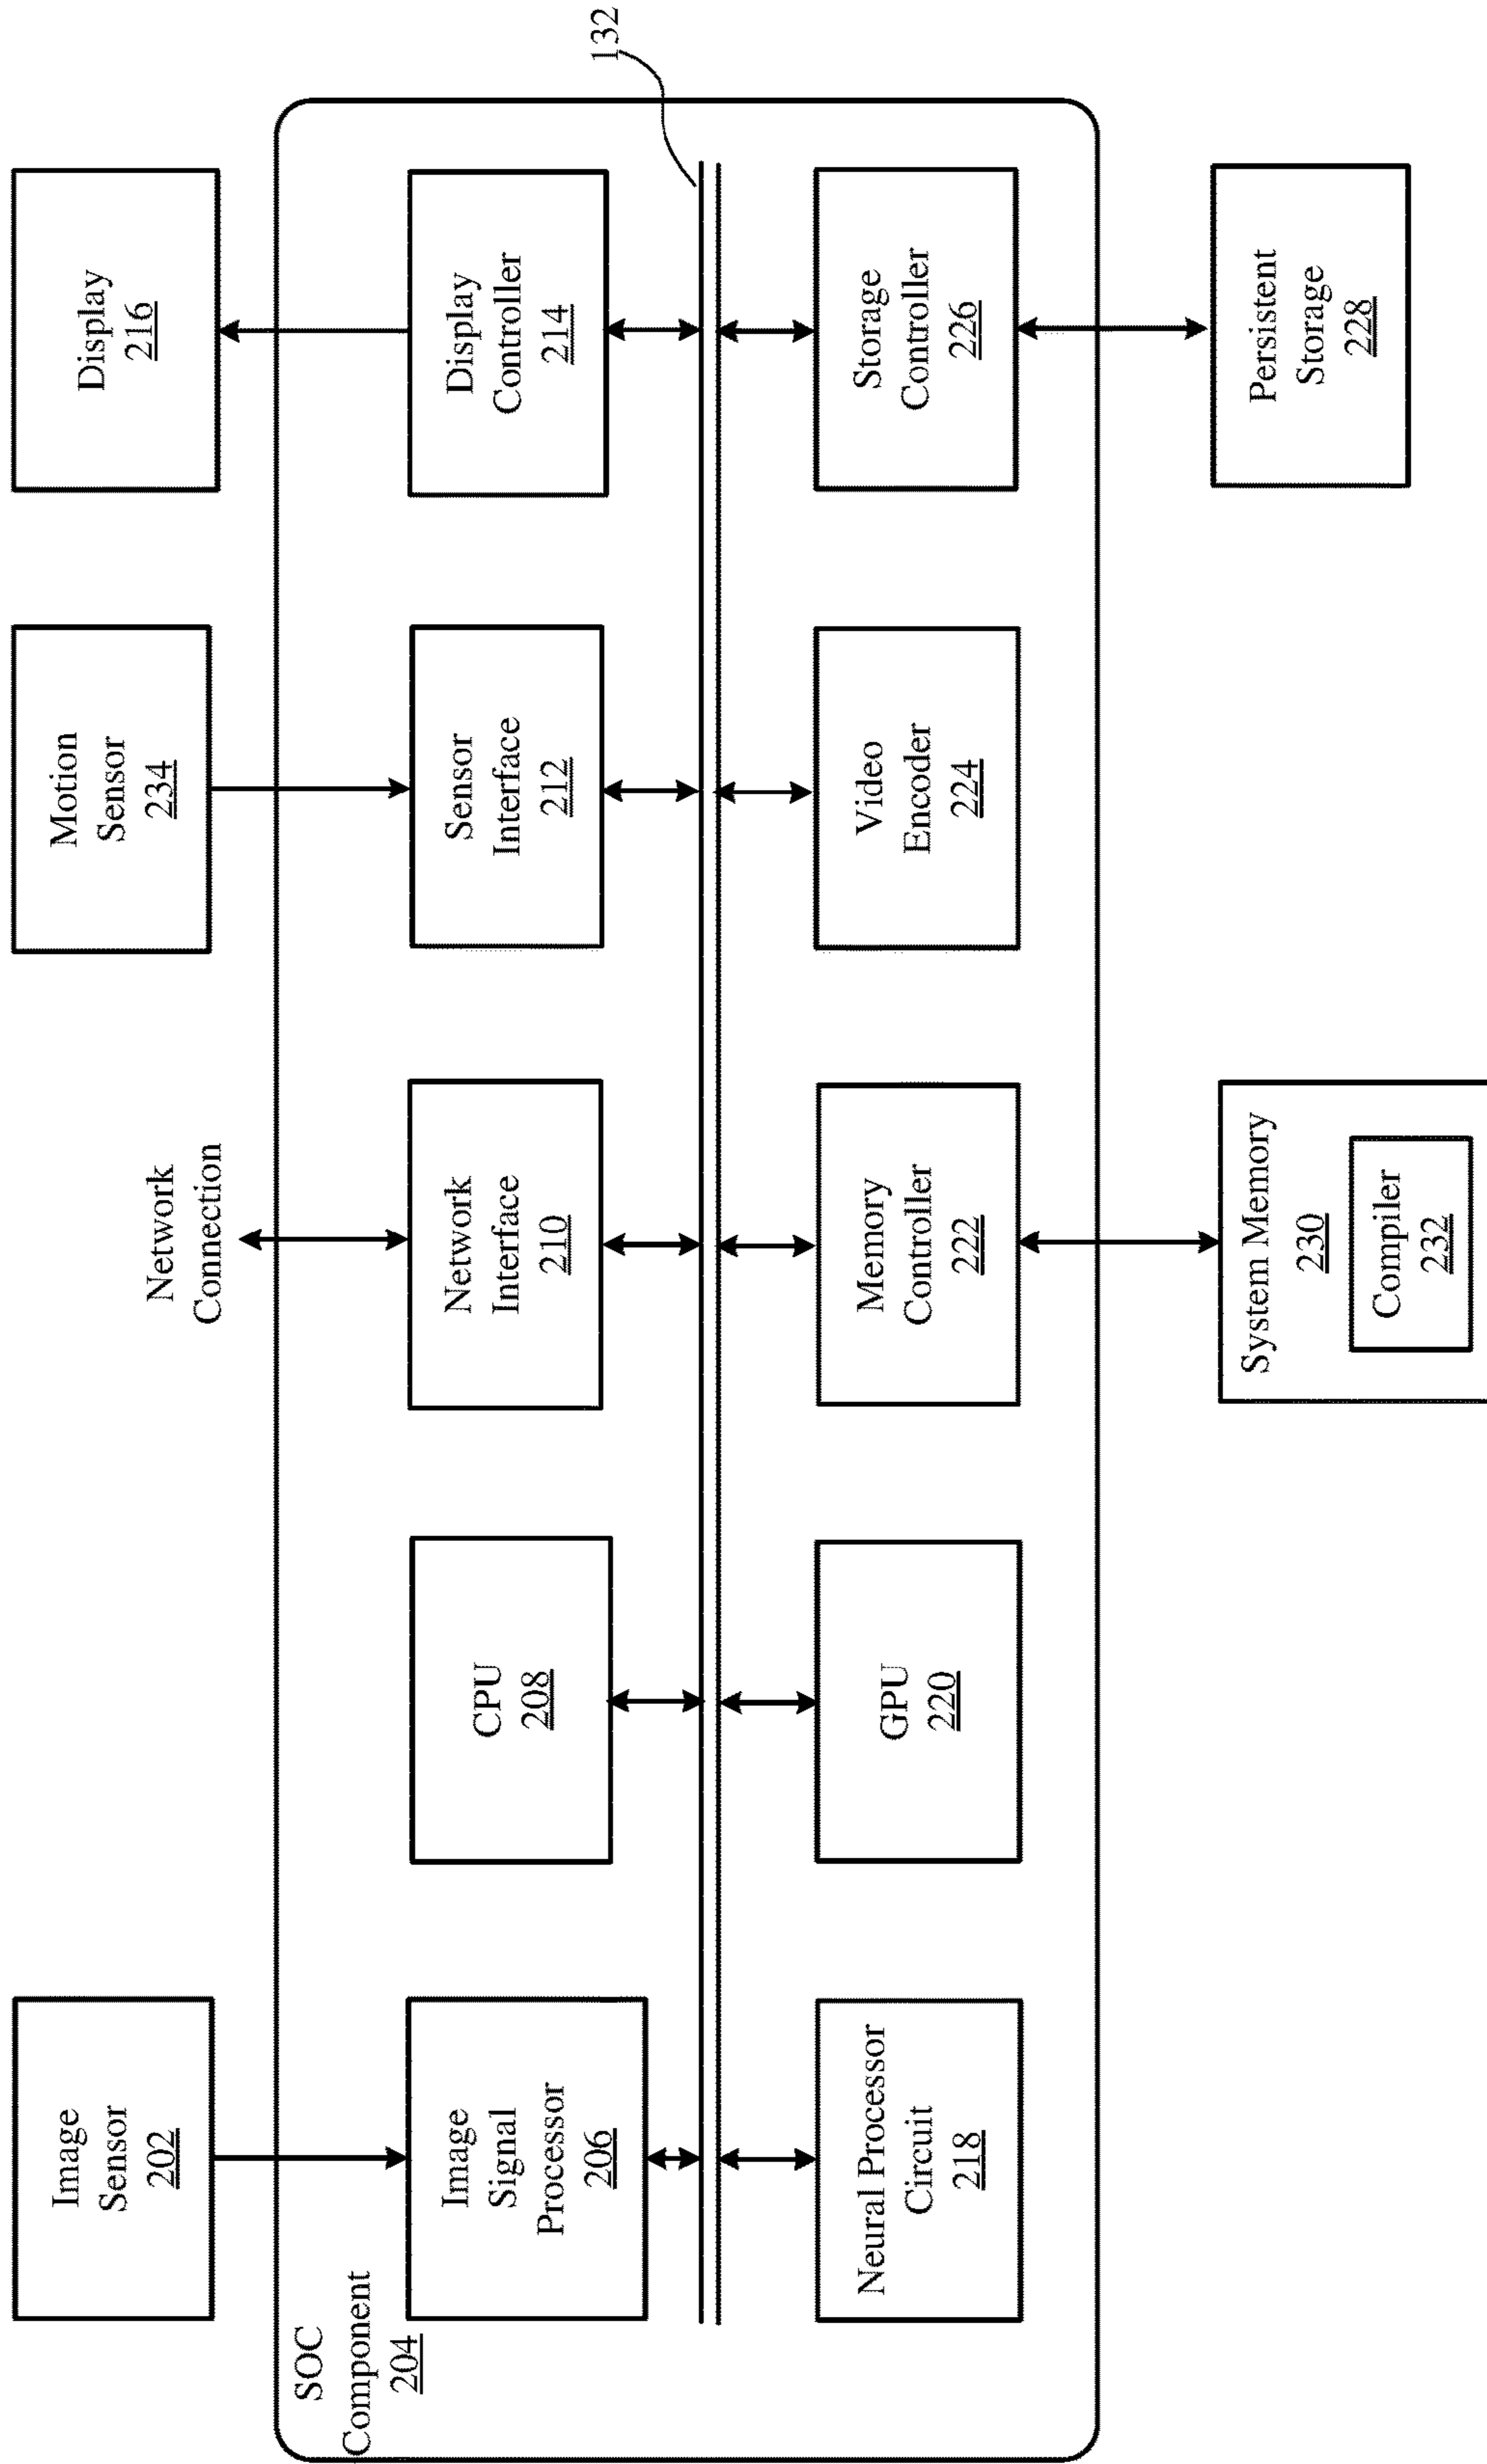 Image
Sensor
202
Network
Connection
Motion
Sensor
234
Display
216
SOC
Component
204
Image
Signal
Processor
206
CPU
208
Network
Interface
210
Sensor
Interface
212
Display
Controller
214
132
Neural Processor
Circuit
218
GPU
220
Memory
Controller
222
Video
Encoder
224
Storage
Controller
226
System Memory
230
Compiler
232
Persistent
Storage
228